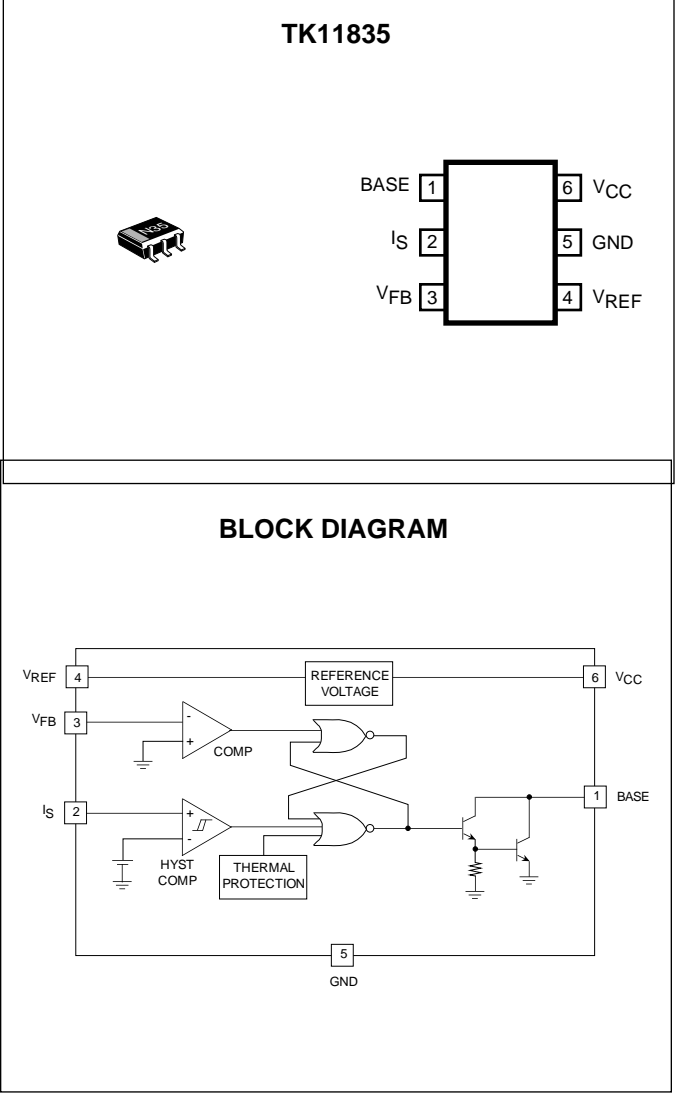 TK11835
N35
BASE 1
6 VCC
IS 2
5 GND
VFB 3
4 VREF
BLOCK DIAGRAM
VREF 4
REFERENCE
VOLTAGE
6 VCC
VFB 3
-
+
COMP
IS 2
+
-
HYST
COMP
THERMAL
PROTECTION
1 BASE
5
GND